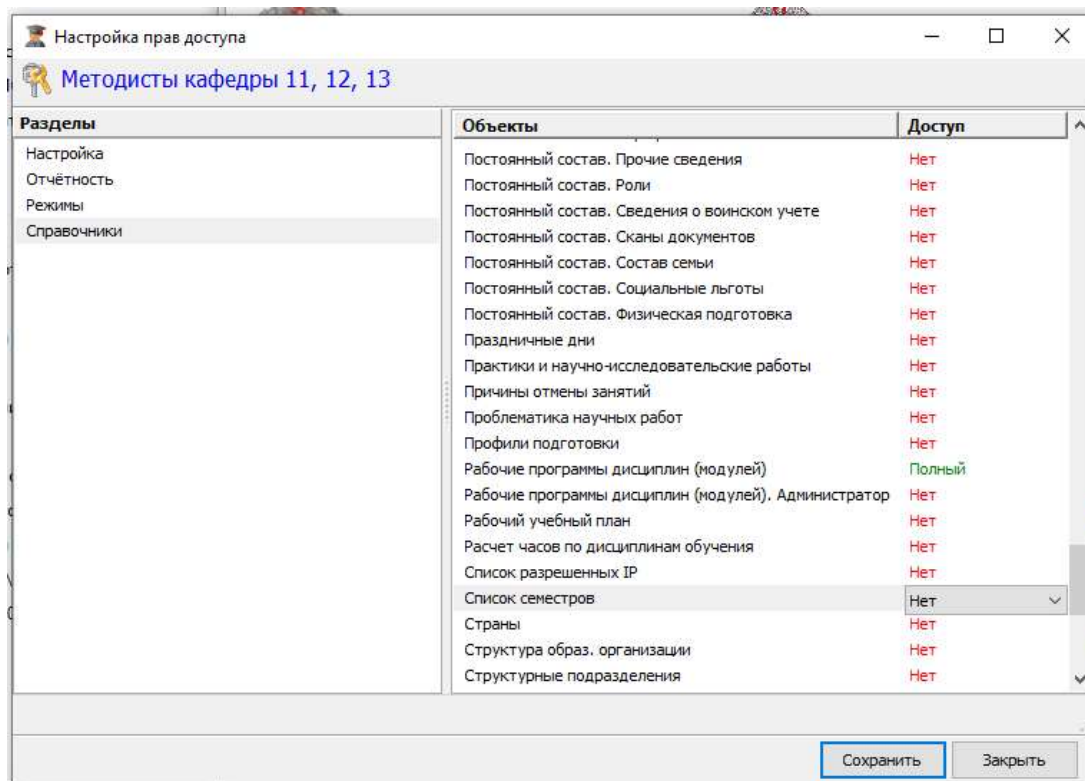 Настройка прав доступа
Методисты кафедры 11, 12, 13
Разделы
Настройка
Отчётность
Режимы
Справочники
Объекты Доступ
Постоянный состав. Прочие сведения Нет
Постоянный состав. Роли Нет
Постоянный состав. Сведения о воинском учете Нет
Постоянный состав. Сканы документов Нет
Постоянный состав. Состав семьи Нет
Постоянный состав. Социальные льготы Нет
Постоянный состав. Физическая подготовка Нет
Праздничные дни Нет
Практики и научно-исследовательские работы Нет
Причины отмены занятий Нет
Проблематика научных работ Нет
Профили подготовки Нет
Рабочие программы дисциплин (модулей) Полный
Рабочие программы дисциплин (модулей). Администратор Нет
Рабочий учебный план Нет
Расчет часов по дисциплинам обучения Нет
Список разрешенных IP Нет
Список семестров Нет
Страны Нет
Структура образ. организации Нет
Структурные подразделения Нет
Сохранить Закрыть